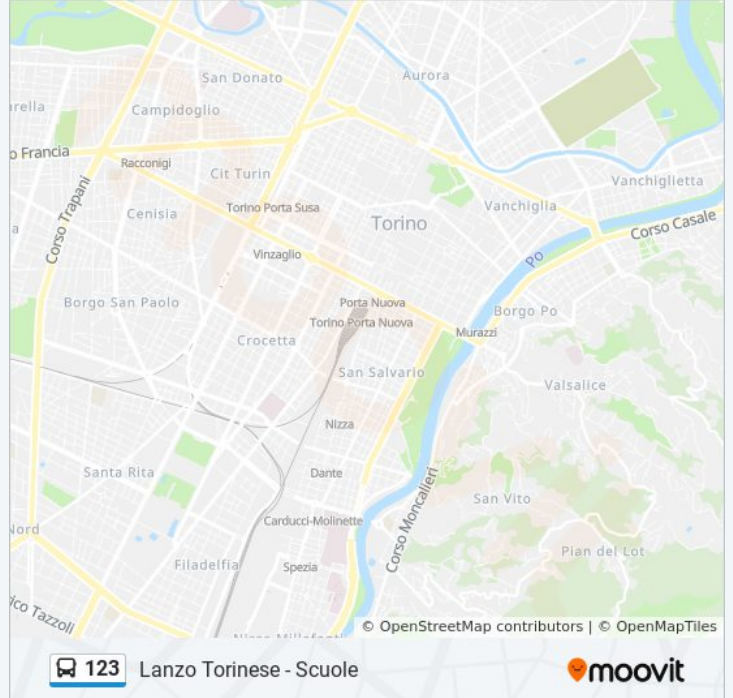 San Donato
Aurora
Campidoglio
Francia
Racconigi
Cit Turin
Vanchiglietta
Corso Trapani
Cenisia
Torino Porta Susa
Vanchiglia
Torino
Corso Casale
Vinzaglio
Po
Borgo San Paolo
Porta Nuova
Borgo Po
Torino Porta Nuova
Murazzi
Crocetta
San Salvario
Valsalice
Nizza
Santa Rita
Dante
San Vito
Corso Moncalieri
Carducci-Molinette
Pian del Lot
Filadelfia
Spezia
Tazzoli
© OpenStreetMap contributors | © OpenMapTiles
123 Lanzo Torinese - Scuole
moovit